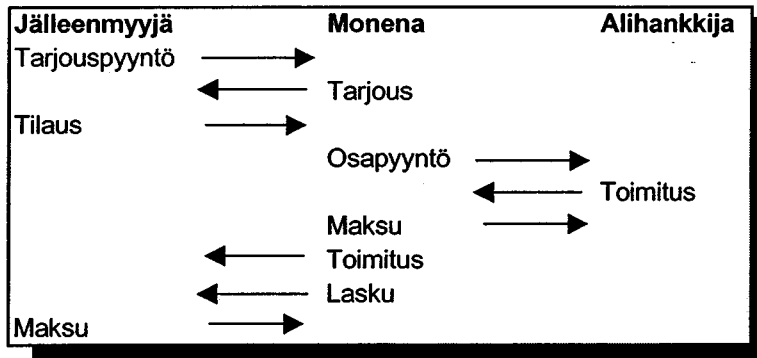 Jälleenmyyjä Monena Alihankkija
Tarjouspyyntö
Tarjous
Tilaus
Osapyyntö
Toimitus
Maksu
Toimitus
Lasku
Maksu